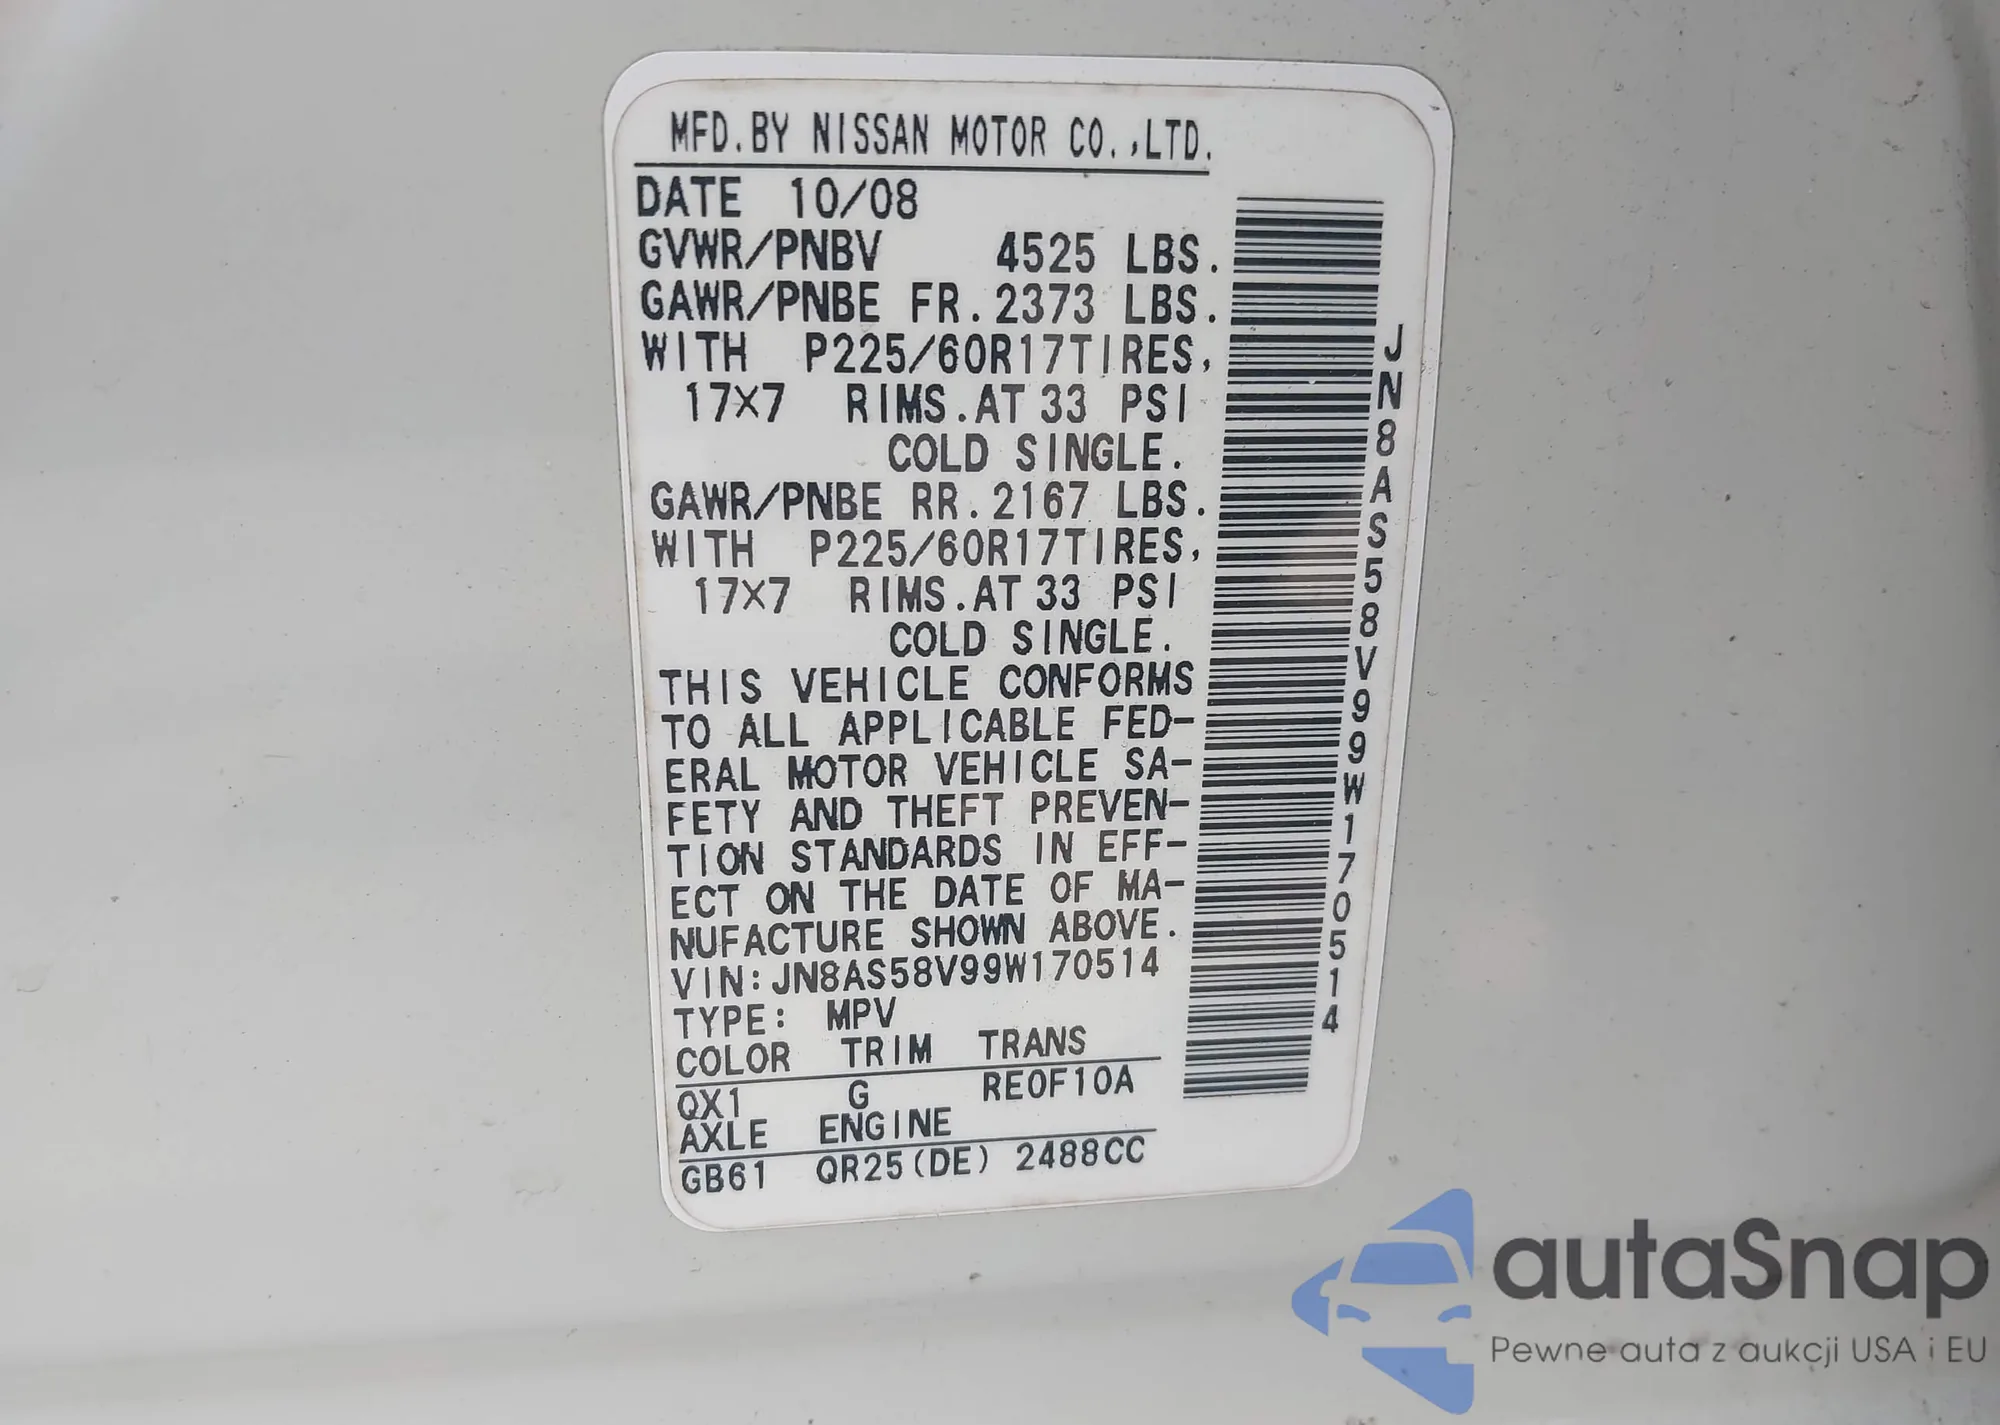 MFD.BY NISSAN MOTOR CO.,LTD.
DATE 10/08
GVWR/PNBV 4525 LBS.
GAWR/PNBE FR.2373 LBS.
WITH P225/60R17TIRES,
17X7 RIMS.AT 33 PSI
COLD SINGLE.
GAWR/PNBE RR.2167 LBS.
WITH P225/60R17TIRES,
17X7 RIMS.AT 33 PSI
COLD SINGLE.
THIS VEHICLE CONFORMS
TO ALL APPLICABLE FED-
ERAL MOTOR VEHICLE SA-
FETY AND THEFT PREVEN-
TION STANDARDS IN EFF-
ECT ON THE DATE OF MA-
NUFACTURE SHOWN ABOVE.
VIN:JN8AS58V99W170514
TYPE: MPV
COLOR TRIM TRANS
QX1 G RE0F10A
AXLE ENGINE
GB61 QR25(DE) 2488CC
JN8AS58V99W170514
autaSnap
Pewne auta z aukcji USA i EU